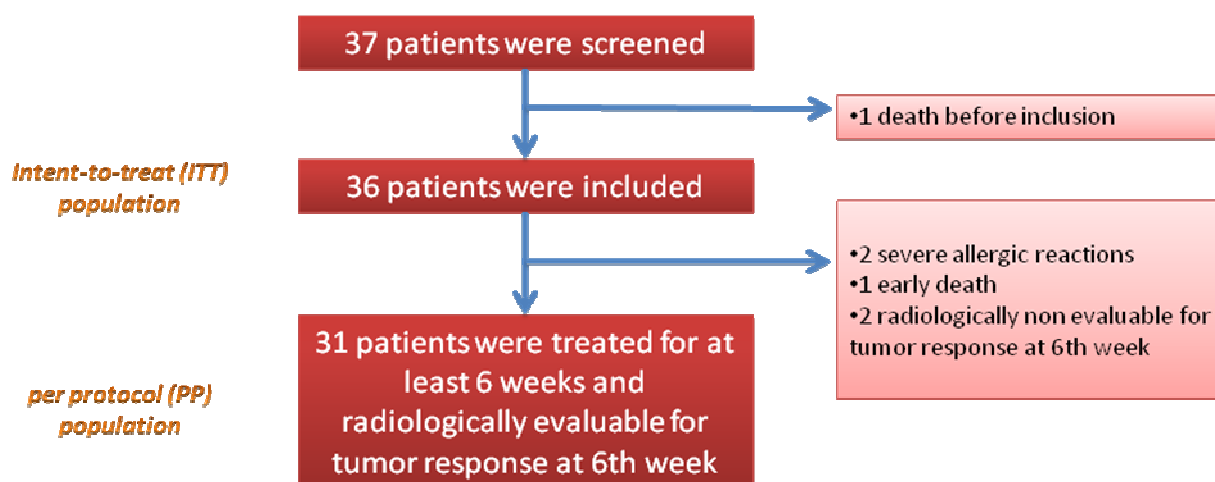 37 patients were screened
•1 death before inclusion
Intent-to-treat (ITT)
population
36 patients were included
•2 severe allergic reactions
•1 early death
•2 radiologically non evaluable for
tumor response at 6th week
per protocol (PP)
population
31 patients were treated for at
least 6 weeks and
radiologically evaluable for
tumor response at 6th week